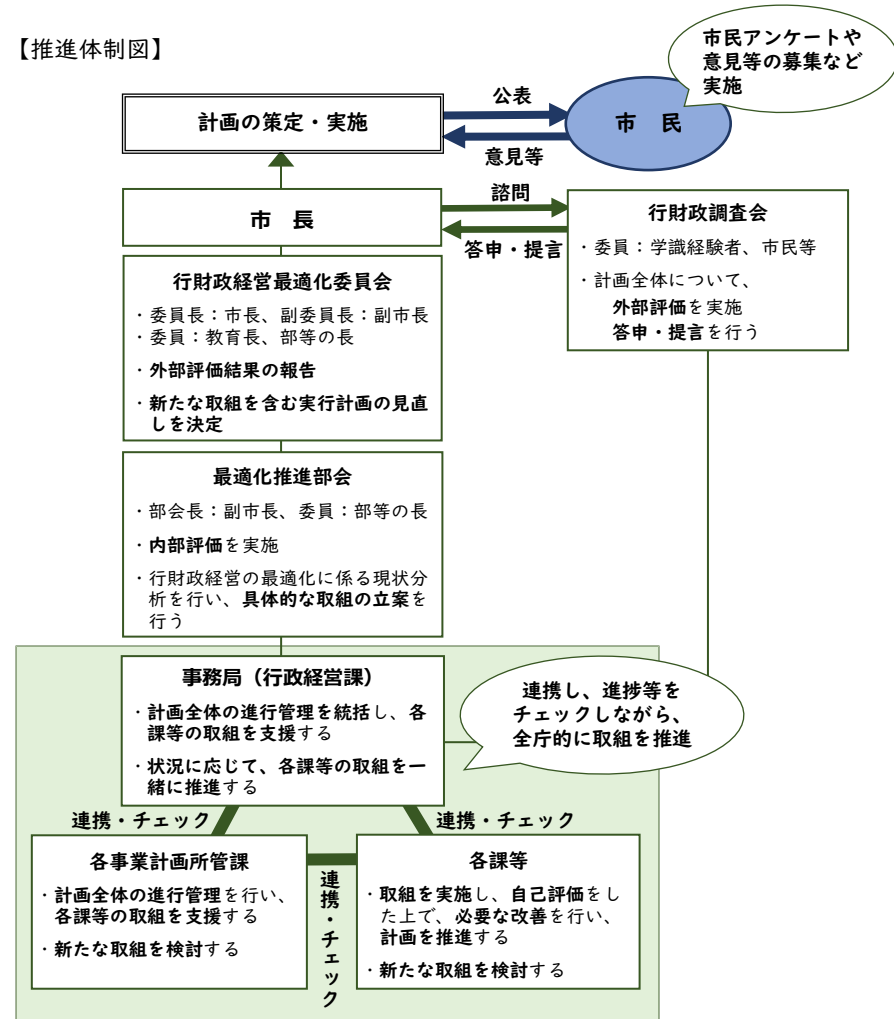 【推進体制図】
市民アンケートや
意見等の募集など
実施
計画の策定・実施
公表
意見等
市　民
市　長
諮問
答申・提言
行財政調査会
・委員：学識経験者、市民等
・計画全体について、
外部評価を実施
答申・提言を行う
行財政経営最適化委員会
・委員長：市長、副委員長：副市長
・委員：教育長、部等の長
・外部評価結果の報告
・新たな取組を含む実行計画の見直
しを決定
最適化推進部会
・部会長：副市長、委員：部等の長
・内部評価を実施
・行財政経営の最適化に係る現状分
析を行い、具体的な取組の立案を
行う
事務局（行政経営課）
・計画全体の進行管理を統括し、各
課等の取組を支援する
・状況に応じて、各課等の取組を一
緒に推進する
連携し、進捗等を
チェックしながら、
全庁的に取組を推進
連携・チェック
連携・チェック
各事業計画所管課
・計画全体の進行管理を行い、
各課等の取組を支援する
・新たな取組を検討する
連携・チェック
各課等
・取組を実施し、自己評価をし
た上で、必要な改善を行い、
計画を推進する
・新たな取組を検討する